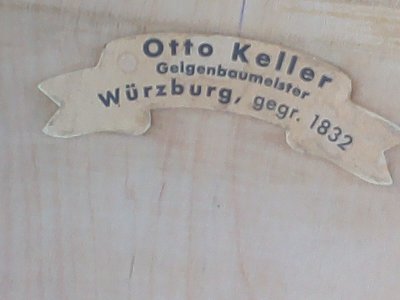 Otto Keller
Geigenbaumeister
Würzburg, gegr. 1832